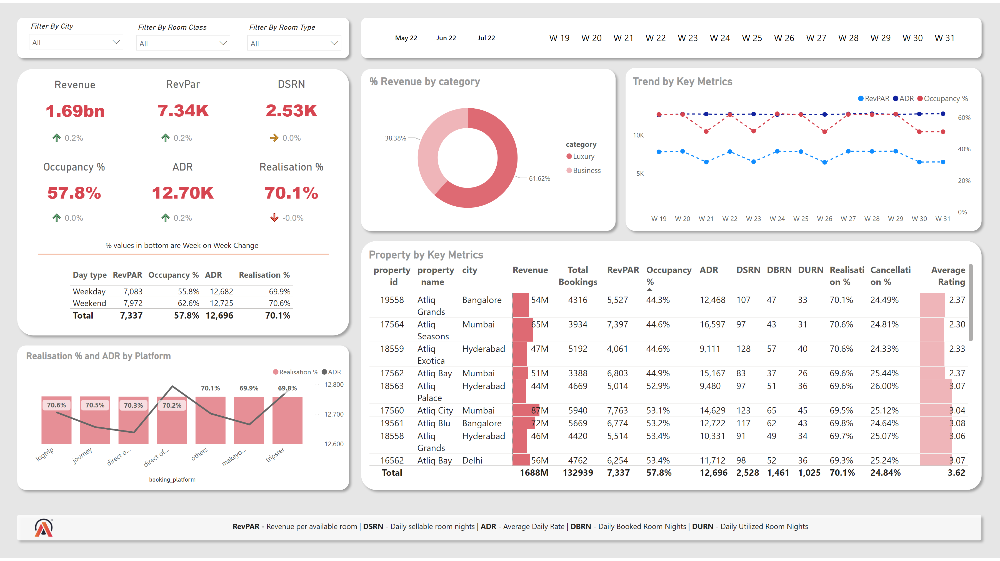 Filter By City
All
Filter By Room Class
All
Filter By Room Type
All
May 22 Jun 22 Jul 22
W 19 W 20 W 21 W 22 W 23 W 24 W 25 W 26 W 27 W 28 W 29 W 30 W 31
Revenue RevPar DSRN
1.69bn 7.34K 2.53K
0.2% 0.2% 0.0%
Occupancy % ADR Realisation %
57.8% 12.70K 70.1%
0.0% 0.2% -0.0%
% values in bottom are Week on Week Change
Day type RevPAR Occupancy % ADR Realisation %
Weekday 7,083 55.8% 12,682 69.9%
Weekend 7,972 62.6% 12,725 70.6%
Total 7,337 57.8% 12,696 70.1%
Realisation % and ADR by Platform
Realisation % ADR
70.6% 70.5% 70.3% 70.2% 70.1% 69.9% 69.8%
12,800
12,700
12,600
logtrip journey direct o... direct of... others makeyo... tripster
booking_platform
% Revenue by category
38.38%
61.62%
category
Luxury
Business
Trend by Key Metrics
RevPAR ADR Occupancy %
10K
5K
60%
40%
20%
0%
W 19 W 20 W 21 W 22 W 23 W 24 W 25 W 26 W 27 W 28 W 29 W 30 W 31
Property by Key Metrics
property property city Revenue Total RevPAR Occupancy ADR DSRN DBRN DURN Realisati Cancellati Average
_id _name Bookings % on % on % Rating
19558 Atliq Bangalore 54M 4316 5,527 44.3% 12,468 107 47 33 70.1% 24.49% 2.37
Grands
17564 Atliq Mumbai 65M 3934 7,397 44.6% 16,597 97 43 31 70.6% 24.81% 2.30
Seasons
18559 Atliq Hyderabad 47M 5192 4,061 44.6% 9,111 128 57 40 70.6% 24.33% 2.33
Exotica
17562 Atliq Bay Mumbai 51M 3388 6,803 44.9% 15,167 83 37 26 69.6% 25.44% 2.37
18563 Atliq Hyderabad 44M 4669 5,014 52.9% 9,480 97 51 36 69.6% 26.00% 3.07
Palace
17560 Atliq City Mumbai 87M 5940 7,763 53.1% 14,629 123 65 45 69.5% 25.12% 3.04
19561 Atliq Blu Bangalore 72M 5669 6,774 53.2% 12,722 117 62 43 69.8% 24.64% 3.08
18558 Atliq Hyderabad 46M 4420 5,514 53.4% 10,331 91 49 34 69.7% 25.07% 3.06
Grands
16562 Atliq Bay Delhi 56M 4762 6,254 53.4% 11,712 98 52 36 69.3% 25.24% 3.07
Total 1688M 132939 7,337 57.8% 12,696 2,528 1,461 1,025 70.1% 24.84% 3.62
RevPAR - Revenue per available room | DSRN - Daily sellable room nights | ADR - Average Daily Rate | DBRN - Daily Booked Room Nights | DURN - Daily Utilized Room Nights